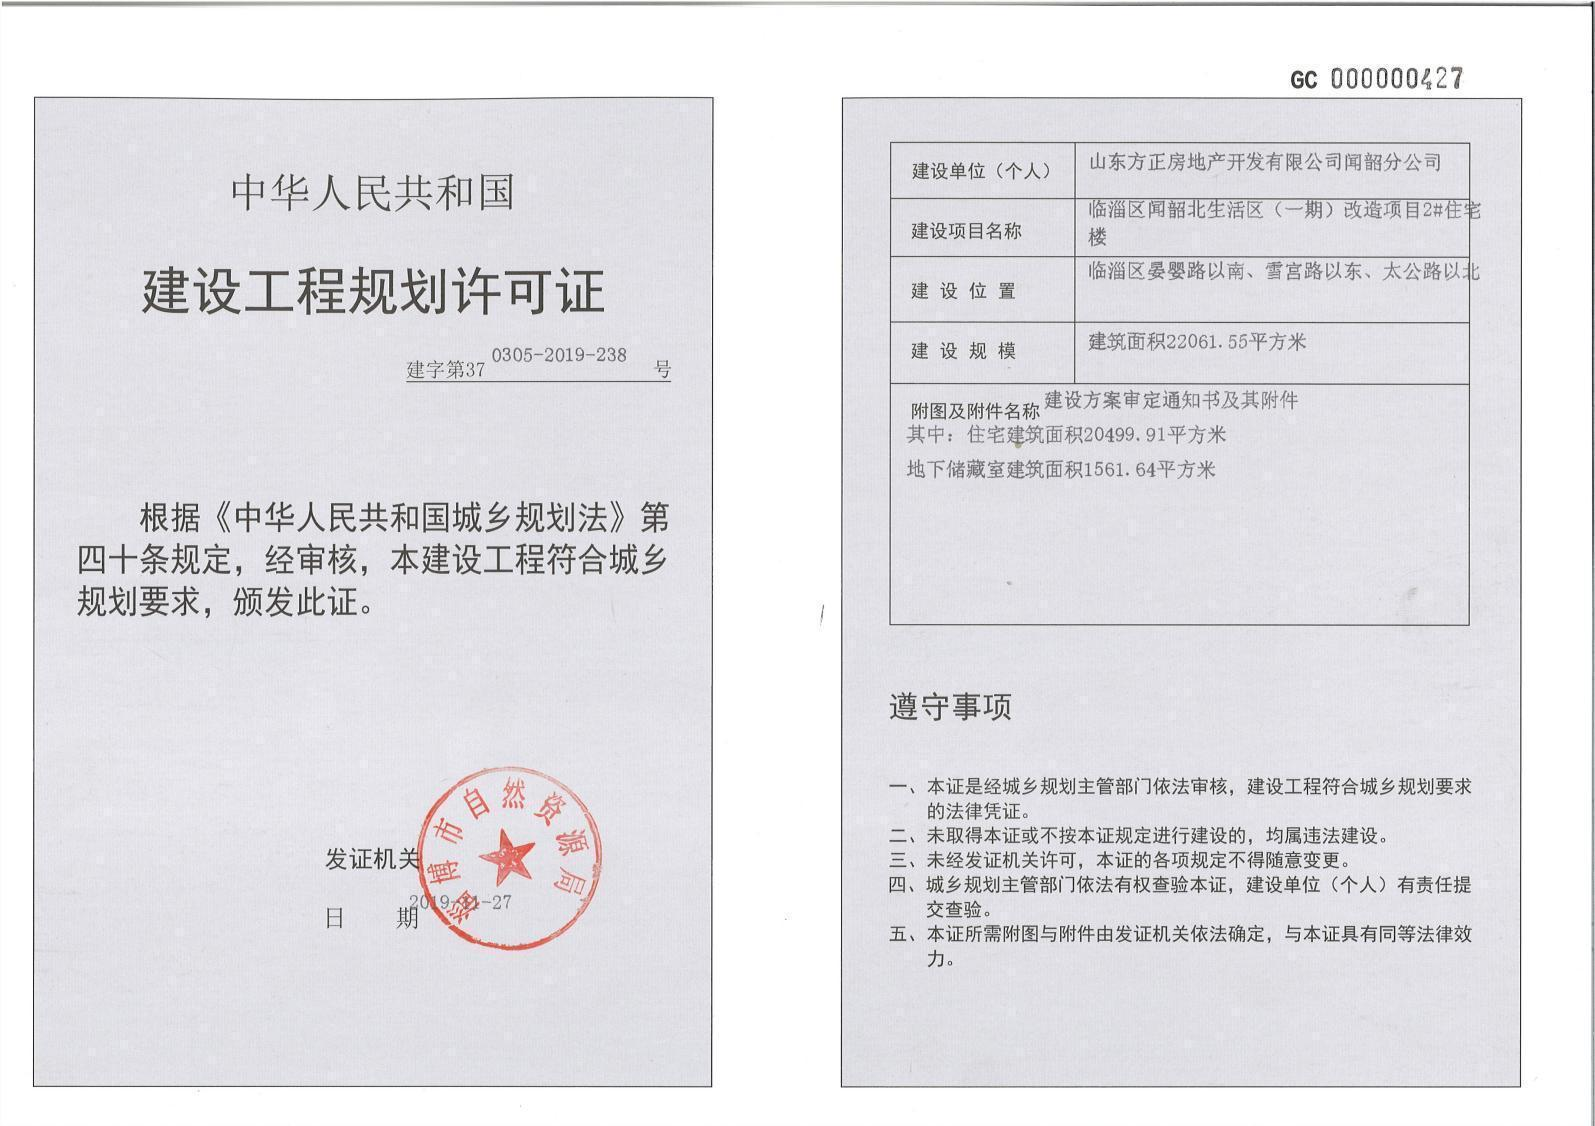 中华人民共和国
建设工程规划许可证
建字第37 0305-2019-238 号
根据《中华人民共和国城乡规划法》第
四十条规定，经审核，本建设工程符合城乡
规划要求，颁发此证。
发证机关
淄博市自然资源局
日 期 2019-11-27
GC 000000427
建设单位（个人） 山东方正房地产开发有限公司闻韶分公司
建设项目名称 临淄区闻韶北生活区（一期）改造项目2#住宅
楼
建设位置 临淄区晏婴路以南、雪宫路以东、太公路以北
建设规模 建筑面积22061.55平方米
附图及附件名称 建设方案审定通知书及其附件
其中：住宅建筑面积20499.91平方米
地下储藏室建筑面积1561.64平方米
遵守事项
一、本证是经城乡规划主管部门依法审核，建设工程符合城乡规划要求
的法律凭证。
二、未取得本证或不按本证规定进行建设的，均属违法建设。
三、未经发证机关许可，本证的各项规定不得随意变更。
四、城乡规划主管部门依法有权查验本证，建设单位（个人）有责任提
交查验。
五、本证所需附图与附件由发证机关依法确定，与本证具有同等法律效
力。